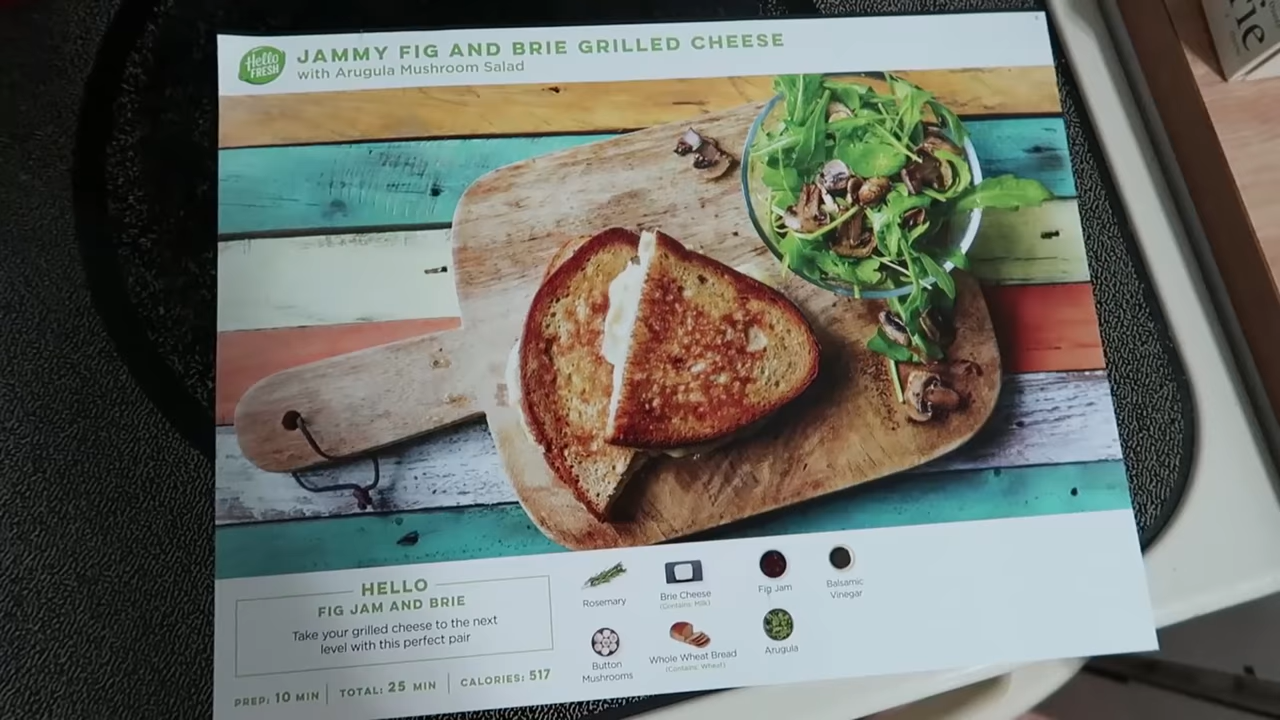 Hello
FRESH
JAMMY FIG AND BRIE GRILLED CHEESE
with Arugula Mushroom Salad
HELLO
FIG JAM AND BRIE
Take your grilled cheese to the next
level with this perfect pair
PREP: 10 MIN
TOTAL: 25 MIN
CALORIES: 517
Rosemary
Brie Cheese
(Contains: Milk)
Fig Jam
Balsamic
Vinegar
Button
Mushrooms
Whole Wheat Bread
(Contains: Wheat)
Arugula
rie